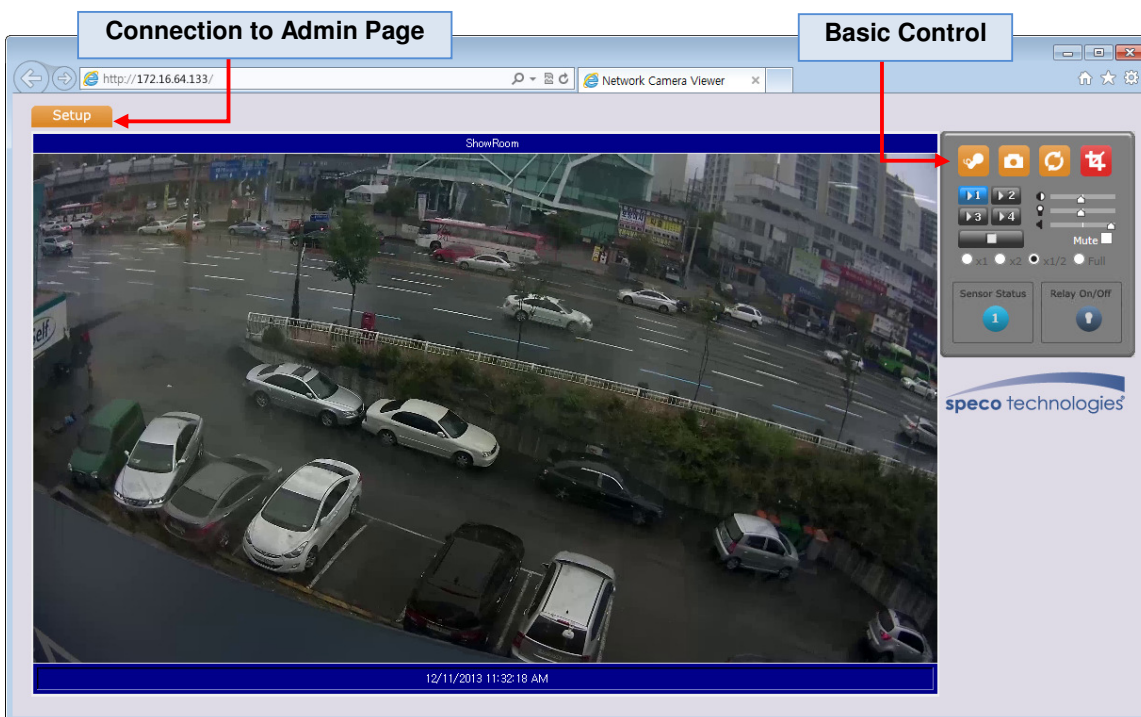 Connection to Admin Page
Basic Control
http://172.16.64.133/
Network Camera Viewer
Setup
ShowRoom
1 2
3 4
Mute
x1 x2 x1/2 Full
Sensor Status
Relay On/Off
1
Self
speco technologies
12/11/2013 11:32:18 AM